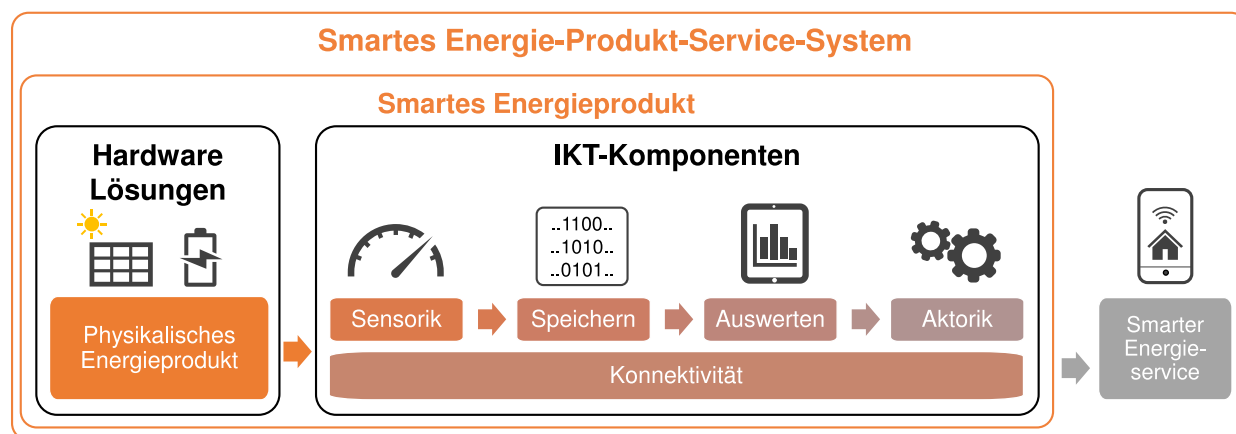 Smartes Energie-Produkt-Service-System
Smartes Energieprodukt
Hardware
Lösungen
IKT-Komponenten
..1100..
..1010..
..0101..
Physikalisches
Energieprodukt
Sensorik
Speichern
Auswerten
Aktorik
Konnektivität
Smarter
Energie-
service